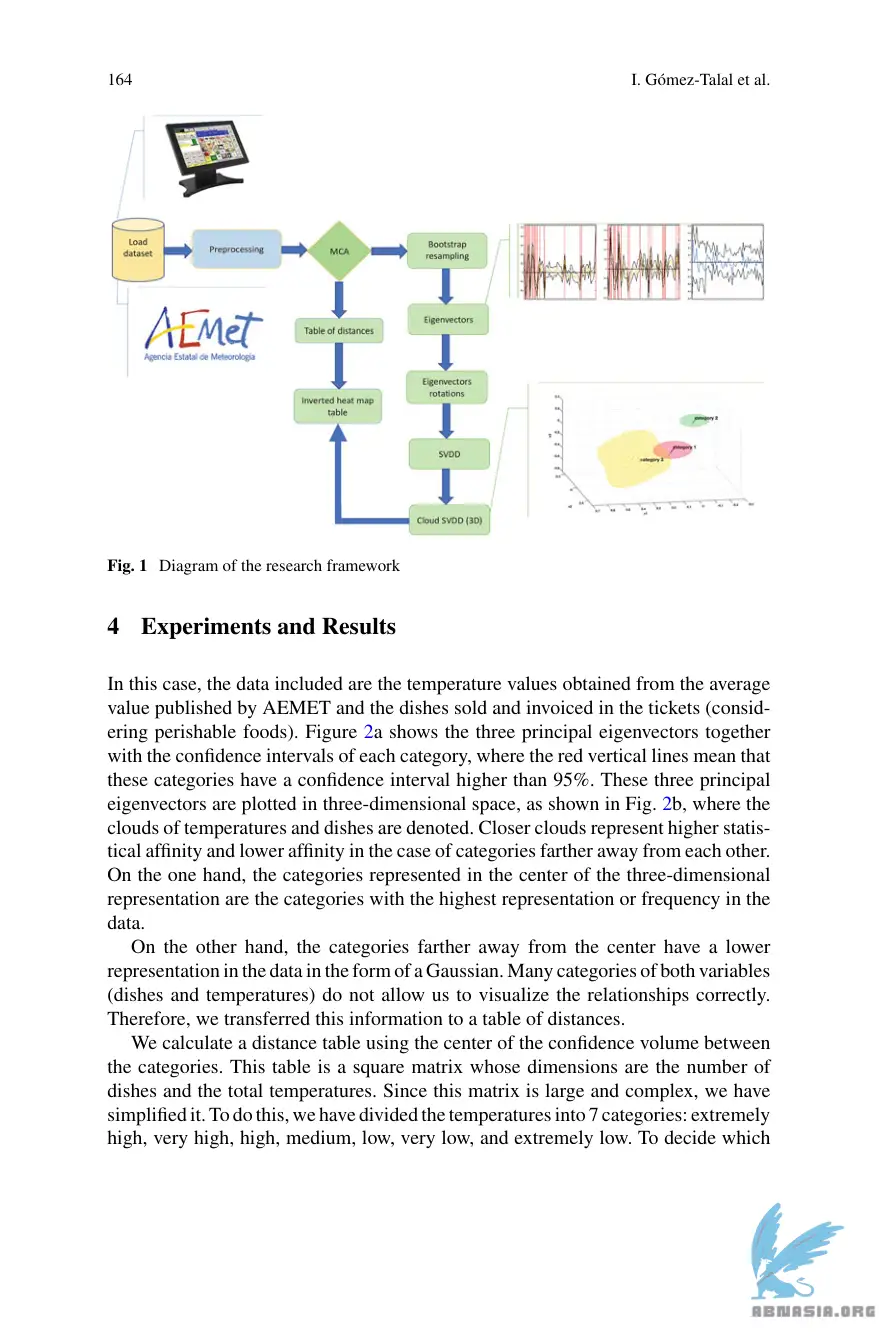 164
I. Gómez-Talal et al.
Load
dataset
Preprocessing
MCA
Bootstrap
resampling
Table of distances
Eigenvectors
AEMet
Agencia Estatal de Meteorología
Inverted heat map
table
Eigenvectors
rotations
SVDD
Cloud SVDD (3D)
category 2
category 1
category 3
Fig. 1 Diagram of the research framework
4 Experiments and Results
In this case, the data included are the temperature values obtained from the average
value published by AEMET and the dishes sold and invoiced in the tickets (consid-
ering perishable foods). Figure 2a shows the three principal eigenvectors together
with the confidence intervals of each category, where the red vertical lines mean that
these categories have a confidence interval higher than 95%. These three principal
eigenvectors are plotted in three-dimensional space, as shown in Fig. 2b, where the
clouds of temperatures and dishes are denoted. Closer clouds represent higher statis-
tical affinity and lower affinity in the case of categories farther away from each other.
On the one hand, the categories represented in the center of the three-dimensional
representation are the categories with the highest representation or frequency in the
data.
On the other hand, the categories farther away from the center have a lower
representation in the data in the form of a Gaussian. Many categories of both variables
(dishes and temperatures) do not allow us to visualize the relationships correctly.
Therefore, we transferred this information to a table of distances.
We calculate a distance table using the center of the confidence volume between
the categories. This table is a square matrix whose dimensions are the number of
dishes and the total temperatures. Since this matrix is large and complex, we have
simplified it. To do this, we have divided the temperatures into 7 categories: extremely
high, very high, high, medium, low, very low, and extremely low. To decide which
ABNASIA.ORG